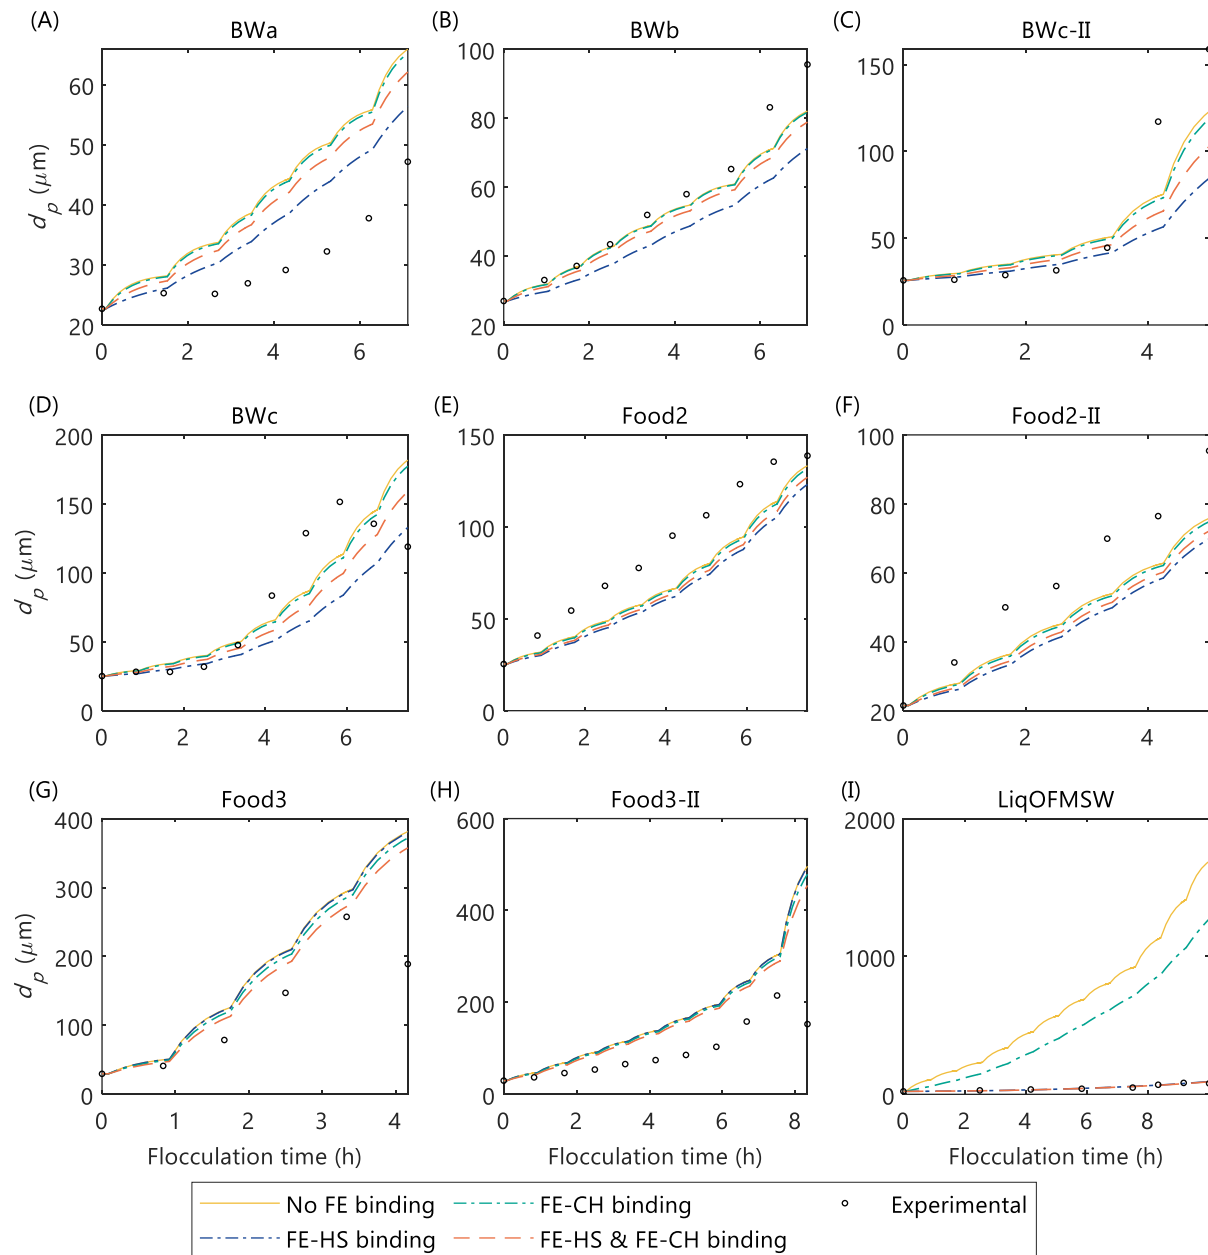 (A) BWa
(B) BWb
(C) BWc-II
60
50
40
30
20
d_p (μm)
0 2 4 6
100
80
60
40
20
0 2 4 6
150
100
50
0
0 2 4
(D) BWc
(E) Food2
(F) Food2-II
200
150
100
50
0
d_p (μm)
0 2 4 6
150
100
50
0
0 2 4 6 8
100
80
60
40
20
0 2 4
(G) Food3
(H) Food3-II
(I) LiqOFMSW
400
300
200
100
0
d_p (μm)
0 1 2 3 4
Flocculation time (h)
600
400
200
0
0 2 4 6 8
Flocculation time (h)
2000
1000
0
0 2 4 6 8
Flocculation time (h)
No FE binding
FE-CH binding
Experimental
FE-HS binding
FE-HS & FE-CH binding